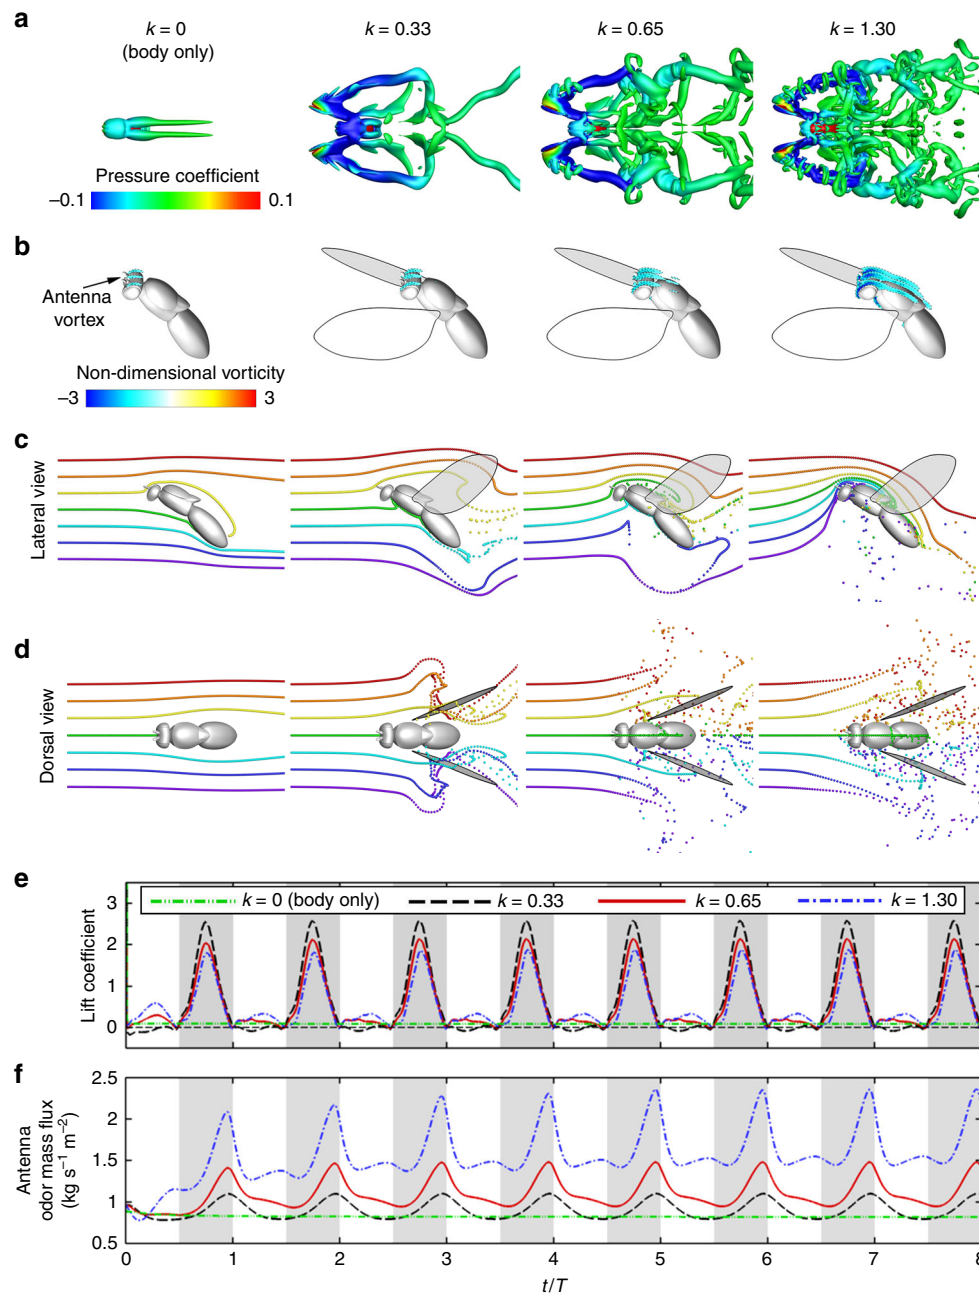 a
k = 0
(body only)
k = 0.33
k = 0.65
k = 1.30
Pressure coefficient
–0.1
0.1
b
Antenna
vortex
Non-dimensional vorticity
–3
3
c
Lateral view
d
Dorsal view
e
k = 0 (body only)
k = 0.33
k = 0.65
k = 1.30
Lift coefficient
3
2
1
0
f
Antenna
odor mass flux
(kg s⁻¹ m⁻²)
2.5
2
1.5
1
0.5
0
1
2
3
4
5
6
7
8
t/T